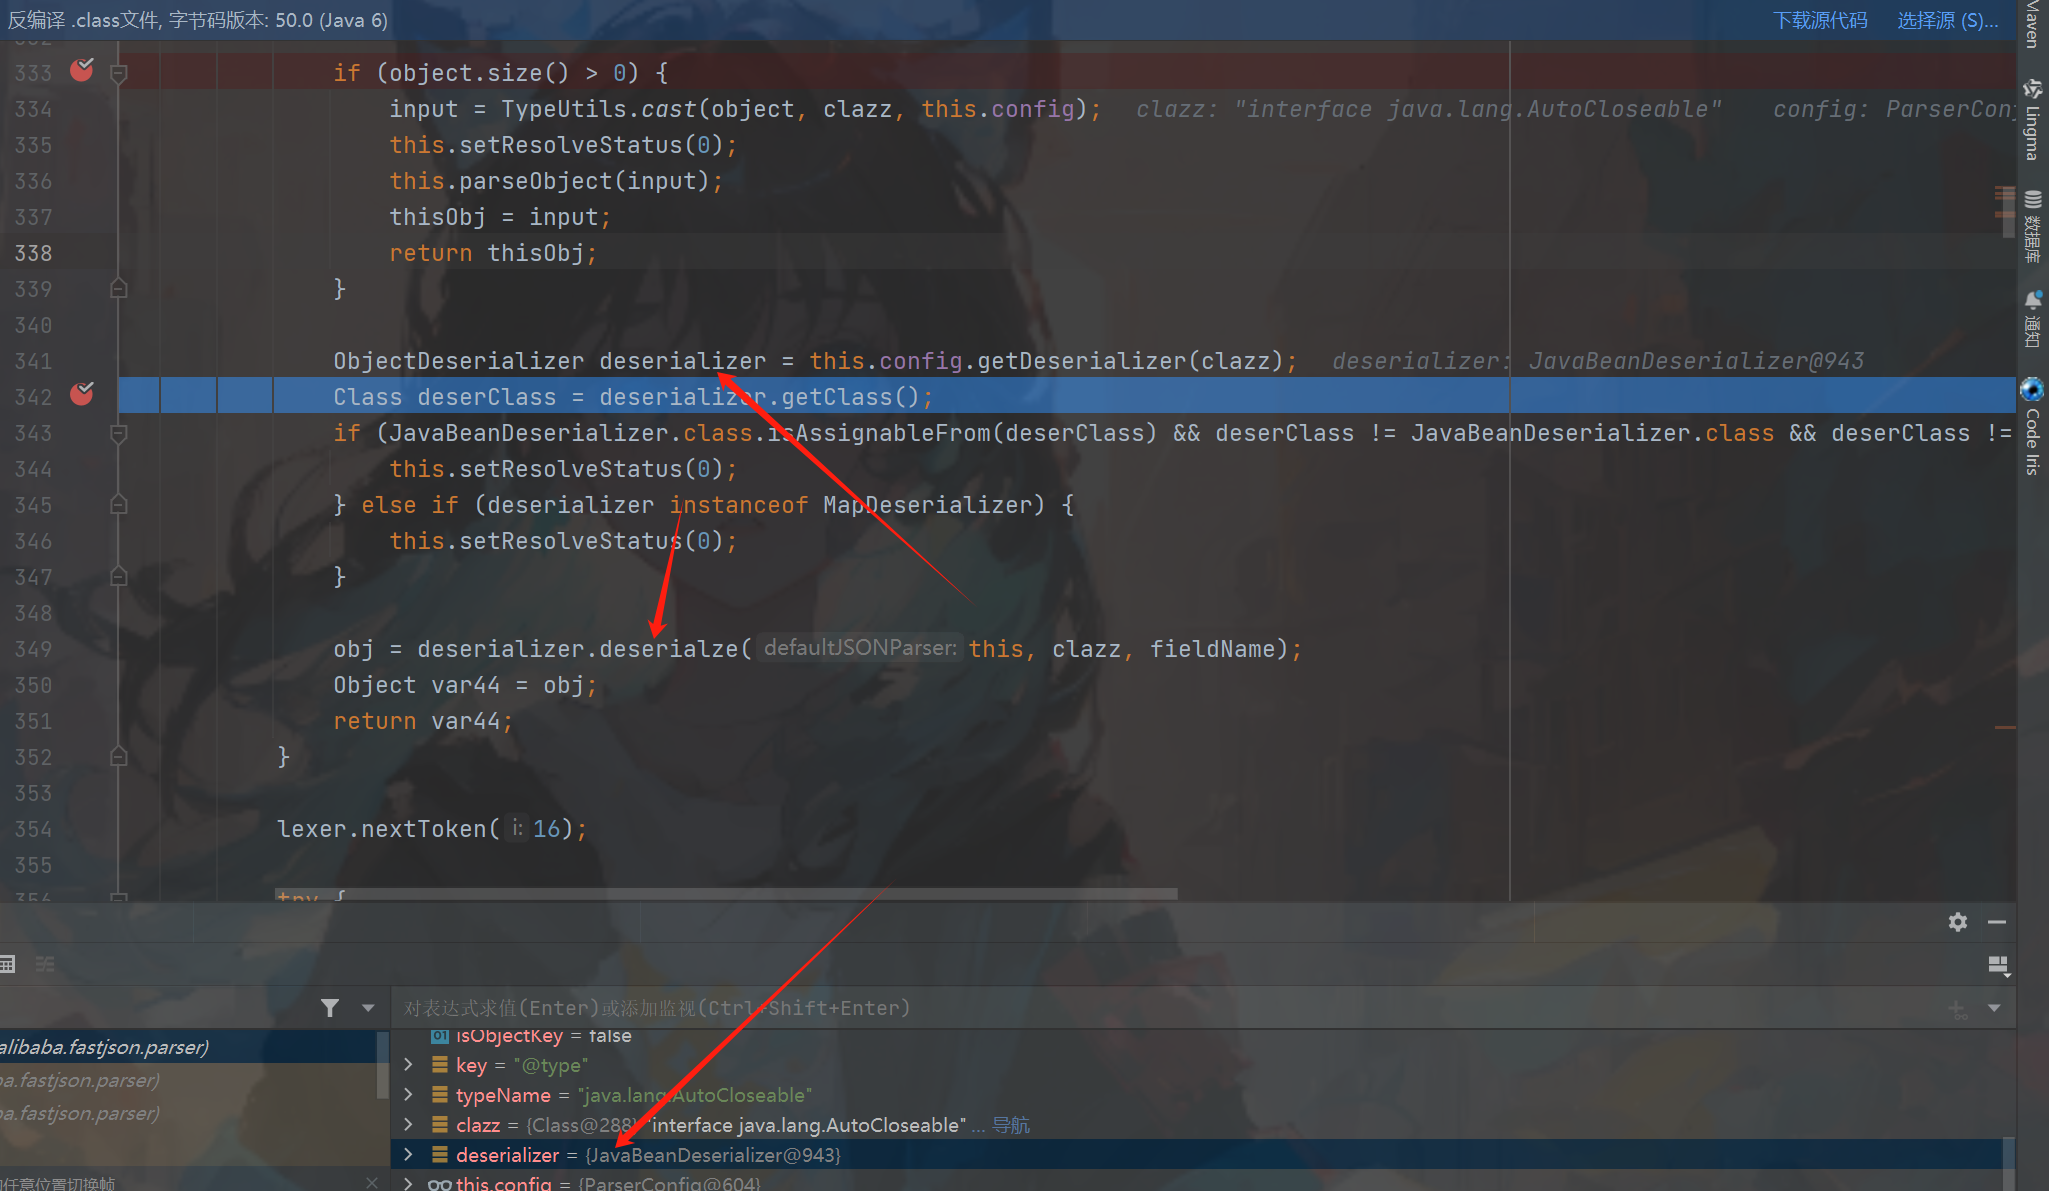 反编译 .class文件, 字节码版本: 50.0 (Java 6)
下载源代码
选择源 (S)...
333 if (object.size() > 0) {
334 input = TypeUtils.cast(object, clazz, this.config); clazz: "interface java.lang.AutoCloseable" config: ParserConf
335 this.setResolveStatus(0);
336 this.parseObject(input);
337 thisObj = input;
338 return thisObj;
339 }
340
341 ObjectDeserializer deserializer = this.config.getDeserializer(clazz); deserializer: JavaBeanDeserializer@943
342 Class deserClass = deserializer.getClass();
343 if (JavaBeanDeserializer.class.isAssignableFrom(deserClass) && deserClass != JavaBeanDeserializer.class && deserClass !=
344 this.setResolveStatus(0);
345 } else if (deserializer instanceof MapDeserializer) {
346 this.setResolveStatus(0);
347 }
348
349 obj = deserializer.deserialze( defaultJSONParser: this, clazz, fieldName);
350 Object var44 = obj;
351 return var44;
352 }
353
354 lexer.nextToken( i: 16);
355
356 try {
Maven
Lingma
数据库
通知
Code Iris
对表达式求值(Enter)或添加监视(Ctrl+Shift+Enter)
alibaba.fastjson.parser)
ba.fastjson.parser)
ba.fastjson.parser)
任意位置切换帧
01 isObjectKey = false
key = "@type"
typeName = "java.lang.AutoCloseable"
clazz = {Class@288} "interface java.lang.AutoCloseable" ... 导航
deserializer = {JavaBeanDeserializer@943}
this.config = {ParserConfig@604}